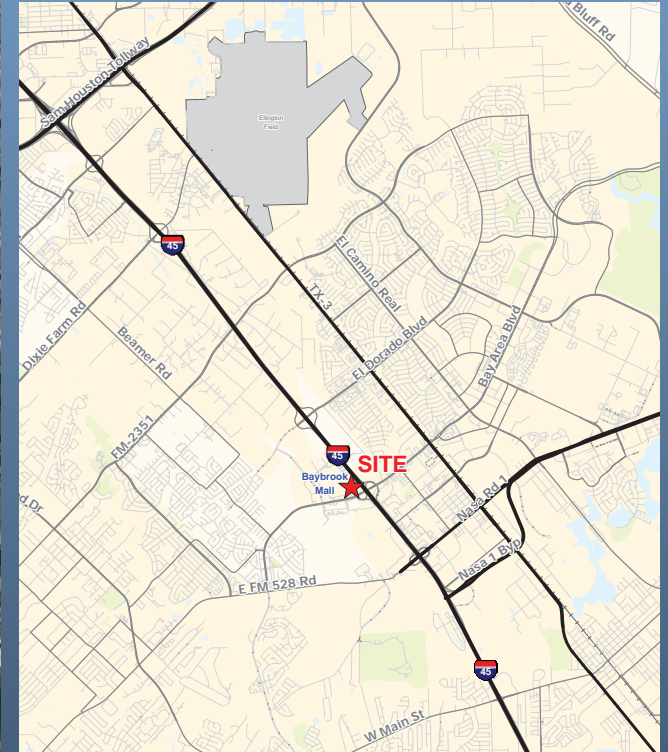 Bluff Rd
Sam Houston Tollway
Ellington
Field
45
El Camino Real
TX-3
Dixie Farm Rd
Beamer Rd
El Dorado Blvd
Bay Area Blvd
FM-2351
45
SITE
Baybrook
Mall
d Dr
Nasa Rd 1
Nasa 1 Byp
E FM 528 Rd
45
W Main St